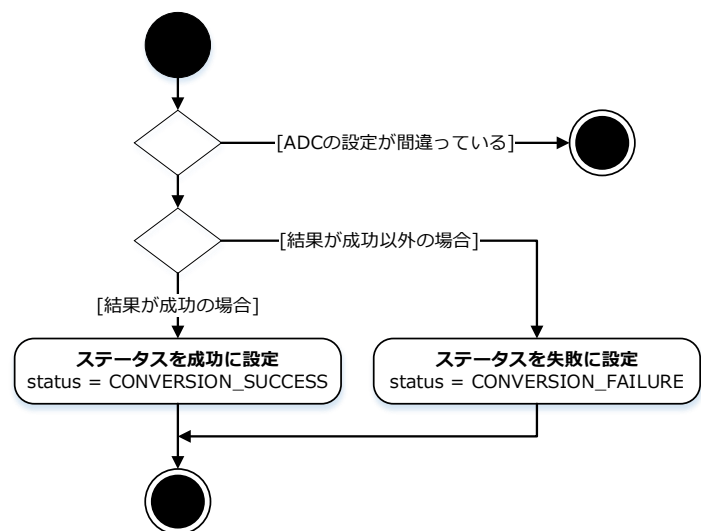 [ADCの設定が間違っている]
[結果が成功以外の場合]
[結果が成功の場合]
ステータスを成功に設定
status = CONVERSION_SUCCESS
ステータスを失敗に設定
status = CONVERSION_FAILURE